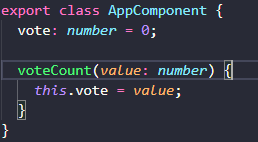 export class AppComponent {
  vote: number = 0;

  voteCount(value: number) {
    this.vote = value;
  }
}